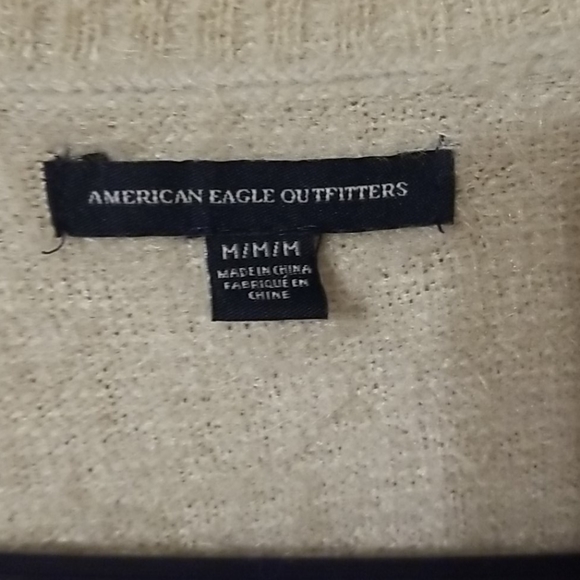 AMERICAN EAGLE OUTFITTERS
M/M/M
MADE IN CHINA
FABRIQUÉ EN
CHINE